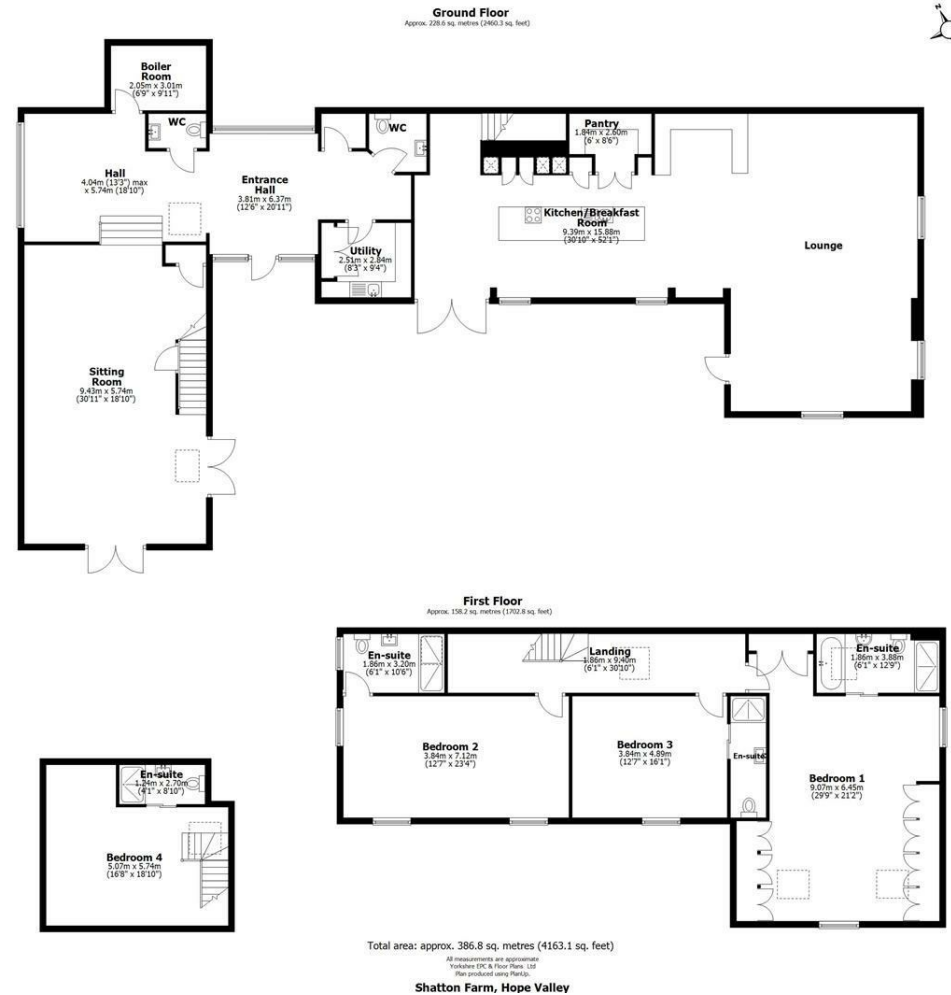 Ground Floor
Approx. 228.6 sq. metres (2460.3 sq. feet)
N
Boiler
Room
2.05m x 3.01m
(6'9" x 9'11")
WC
Hall
4.04m (13'3") max
x 5.74m (18'10")
Entrance
Hall
3.81m x 6.37m
(12'6" x 20'11")
WC
Utility
2.51m x 2.84m
(8'3" x 9'4")
Pantry
1.84m x 2.60m
(6' x 8'6")
Kitchen/Breakfast
Room
9.39m x 15.88m
(30'10" x 52'1")
Lounge
Sitting
Room
9.43m x 5.74m
(30'11" x 18'10")
First Floor
Approx. 158.2 sq. metres (1702.8 sq. feet)
En-suite
1.86m x 3.20m
(6'1" x 10'6")
Landing
1.86m x 9.40m
(6'1" x 30'10")
En-suite
1.86m x 3.88m
(6'1" x 12'9")
Bedroom 2
3.84m x 7.12m
(12'7" x 23'4")
Bedroom 3
3.84m x 4.89m
(12'7" x 16'1")
En-suite
Bedroom 1
9.07m x 6.45m
(29'9" x 21'2")
En-suite
1.24m x 2.70m
(4'1" x 8'10")
Bedroom 4
5.07m x 5.74m
(16'8" x 18'10")
Total area: approx. 386.8 sq. metres (4163.1 sq. feet)
All measurements are approximate
Yorkshire EPC & Floor Plans Ltd
Plan produced using PlanUp.
Shatton Farm, Hope Valley